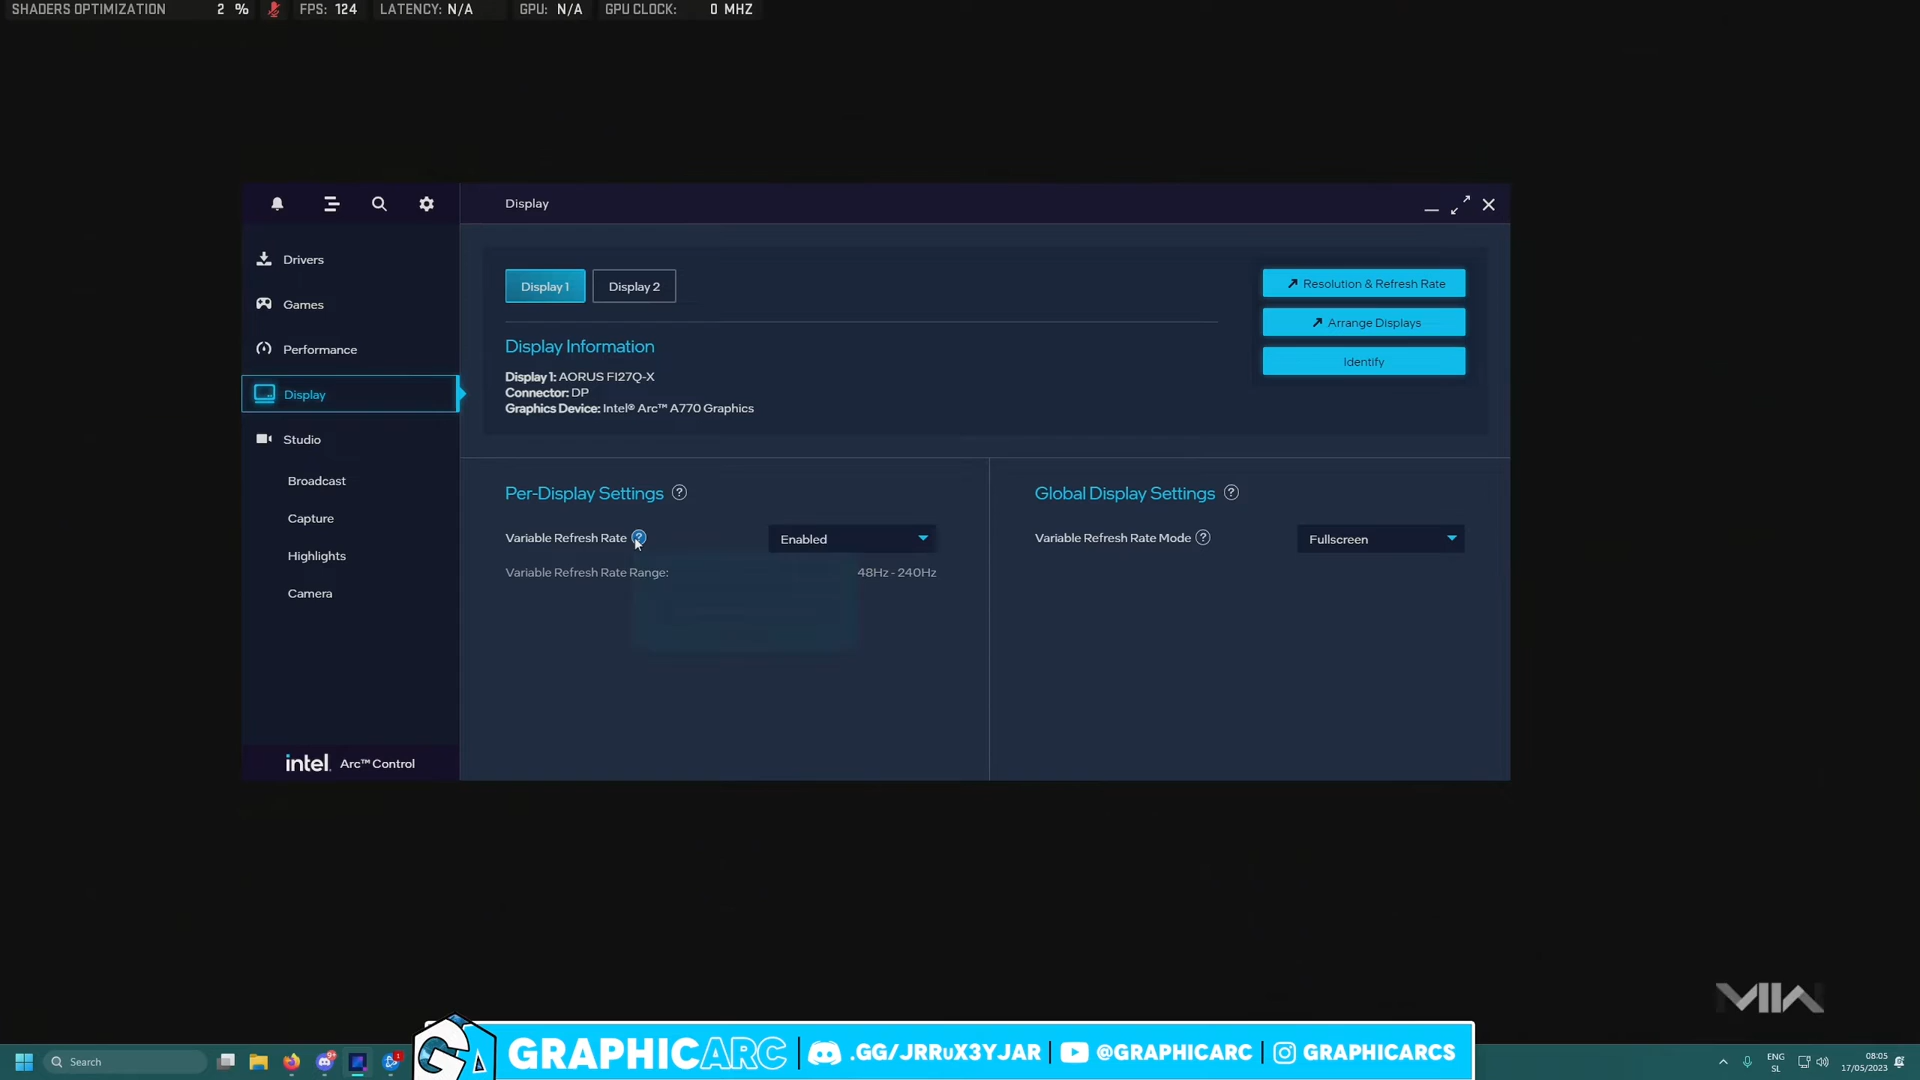 SHADERS OPTIMIZATION 2 % FPS: 124 LATENCY: N/A GPU: N/A GPU CLOCK: 0 MHZ
Display
Drivers
Games
Performance
Display
Studio
Broadcast
Capture
Highlights
Camera
intel. Arc™ Control
Display 1 Display 2
Resolution & Refresh Rate
Arrange Displays
Identify
Display Information
Display 1: AORUS FI27Q-X
Connector: DP
Graphics Device: Intel® Arc™ A770 Graphics
Per-Display Settings ?
Variable Refresh Rate ? Enabled
Variable Refresh Rate Range: 48Hz - 240Hz
Global Display Settings ?
Variable Refresh Rate Mode ? Fullscreen
MW
GRAPHICARC .GG/JRRuX3YJAR @GRAPHICARC GRAPHICARCS
Search
ENG
SL
08:05
17/05/2023